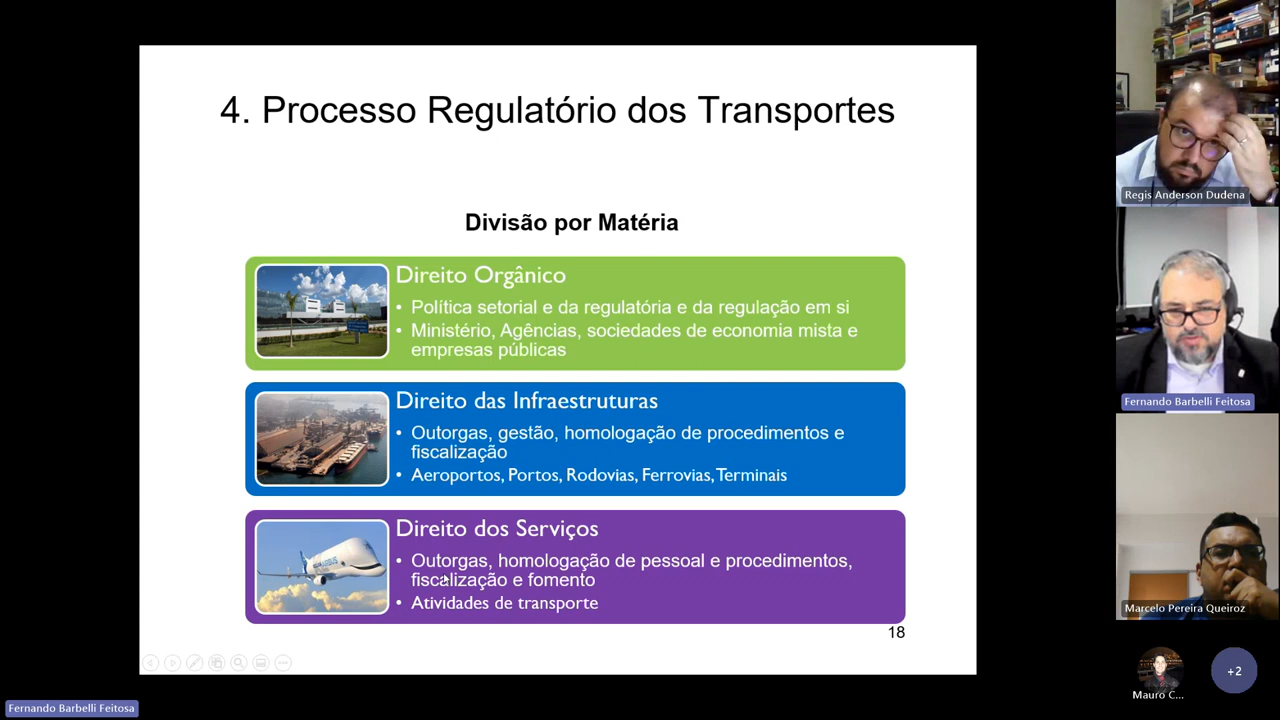 4. Processo Regulatório dos Transportes
Divisão por Matéria
Direito Orgânico
• Política setorial e da regulatória e da regulação em si
• Ministério, Agências, sociedades de economia mista e
empresas públicas
Direito das Infraestruturas
• Outorgas, gestão, homologação de procedimentos e
fiscalização
• Aeroportos, Portos, Rodovias, Ferrovias, Terminais
Direito dos Serviços
• Outorgas, homologação de pessoal e procedimentos,
fiscalização e fomento
• Atividades de transporte
18
Regis Anderson Dudena
Fernando Barbelli Feitosa
Marcelo Pereira Queiroz
Mauro C...
+2
Fernando Barbelli Feitosa